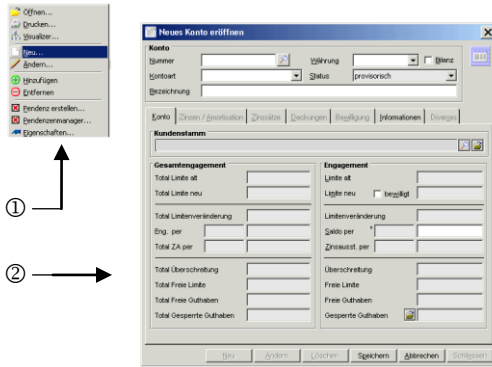 Öffnen...
Drucken...
Visualizer...
Neu...
Ändern...
Hinzufügen
Entfernen
Pendenz erstellen...
Pendenzenmanager...
Eigenschaften...
①
②
Neues Konto eröffnen
Konto
Nummer Währung Bilanz
Kontoart Status provisorisch
Bezeichnung
Konto Zinsen / Amortisation Zinssätze Deckungen Bewilligung Informationen Diverses
Kundenstamm
Gesamtengagement Engagement
Total Limite alt Limite alt
Total Limite neu Limite neu bewilligt
Total Limitenveränderung Limitenveränderung
Eng. per Saldo per *
Total ZA per Zinsausst. per
Total Überschreitung Überschreitung
Total Freie Limite Freie Limite
Total Freie Guthaben Freie Guthaben
Total Gesperrte Guthaben Gesperrte Guthaben
Neu Ändern Löschen Speichern Abbrechen Schliessen